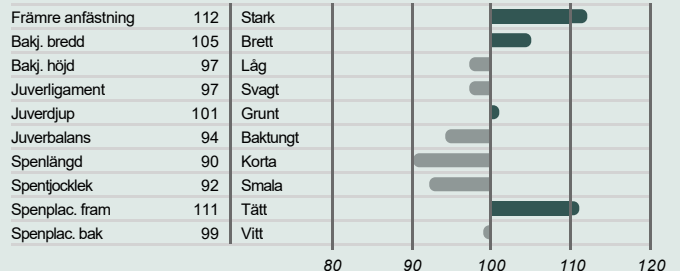 Främre anfästning 112 Stark
Bakj. bredd 105 Brett
Bakj. höjd 97 Låg
Juverligament 97 Svagt
Juverdjup 101 Grunt
Juverbalans 94 Baktungt
Spenlängd 90 Korta
Spentjocklek 92 Smala
Spenplac. fram 111 Tätt
Spenplac. bak 99 Vitt
80 90 100 110 120